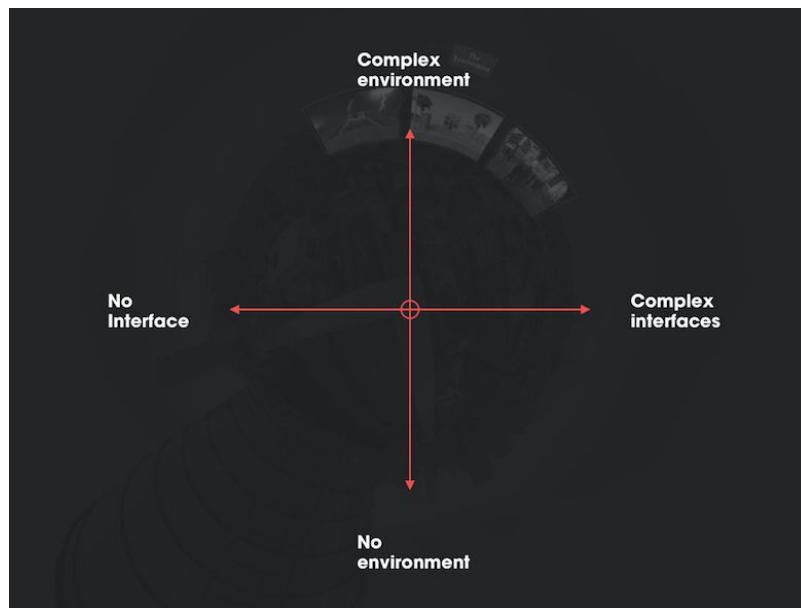 Complex
environment
No
Interface
Complex
interfaces
No
environment